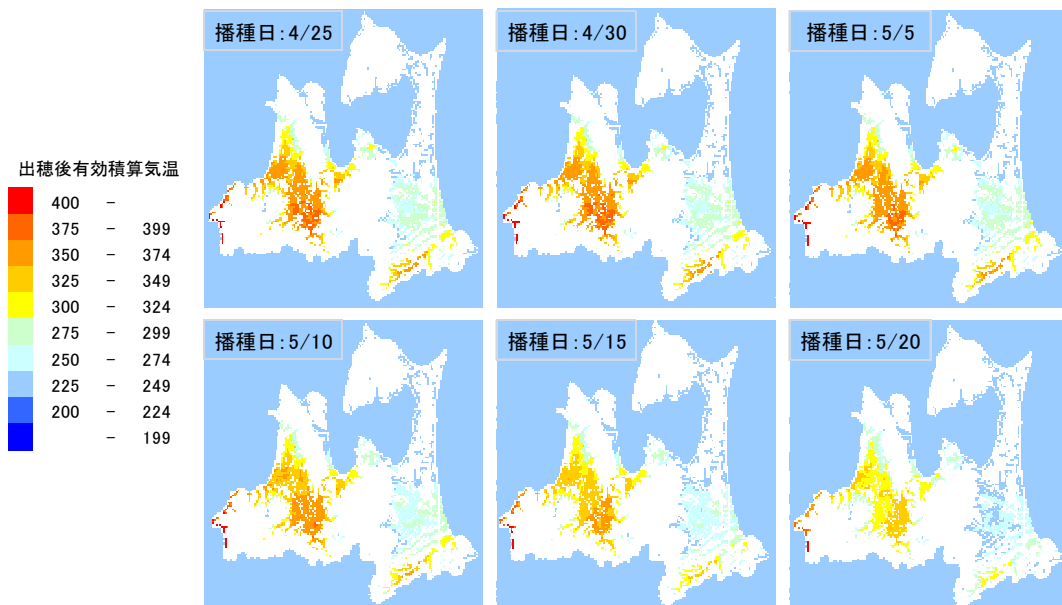 播種日:4/25
播種日:4/30
播種日:5/5
出穂後有効積算気温
400 -
375 - 399
350 - 374
325 - 349
300 - 324
275 - 299
250 - 274
225 - 249
200 - 224
- 199
播種日:5/10
播種日:5/15
播種日:5/20